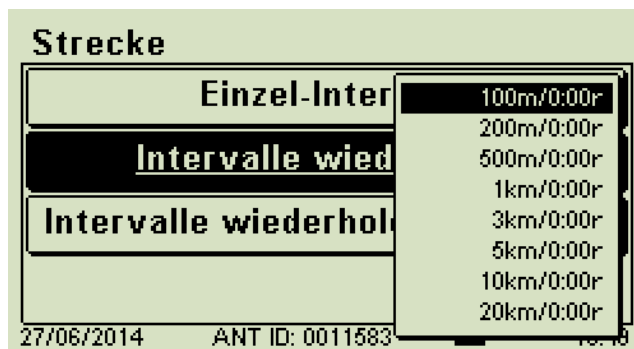 Strecke
Einzel-Inter
Intervalle wied
Intervalle wiederhol
100m/0:00r
200m/0:00r
500m/0:00r
1km/0:00r
3km/0:00r
5km/0:00r
10km/0:00r
20km/0:00r
27/06/2014 ANT ID: 0011583